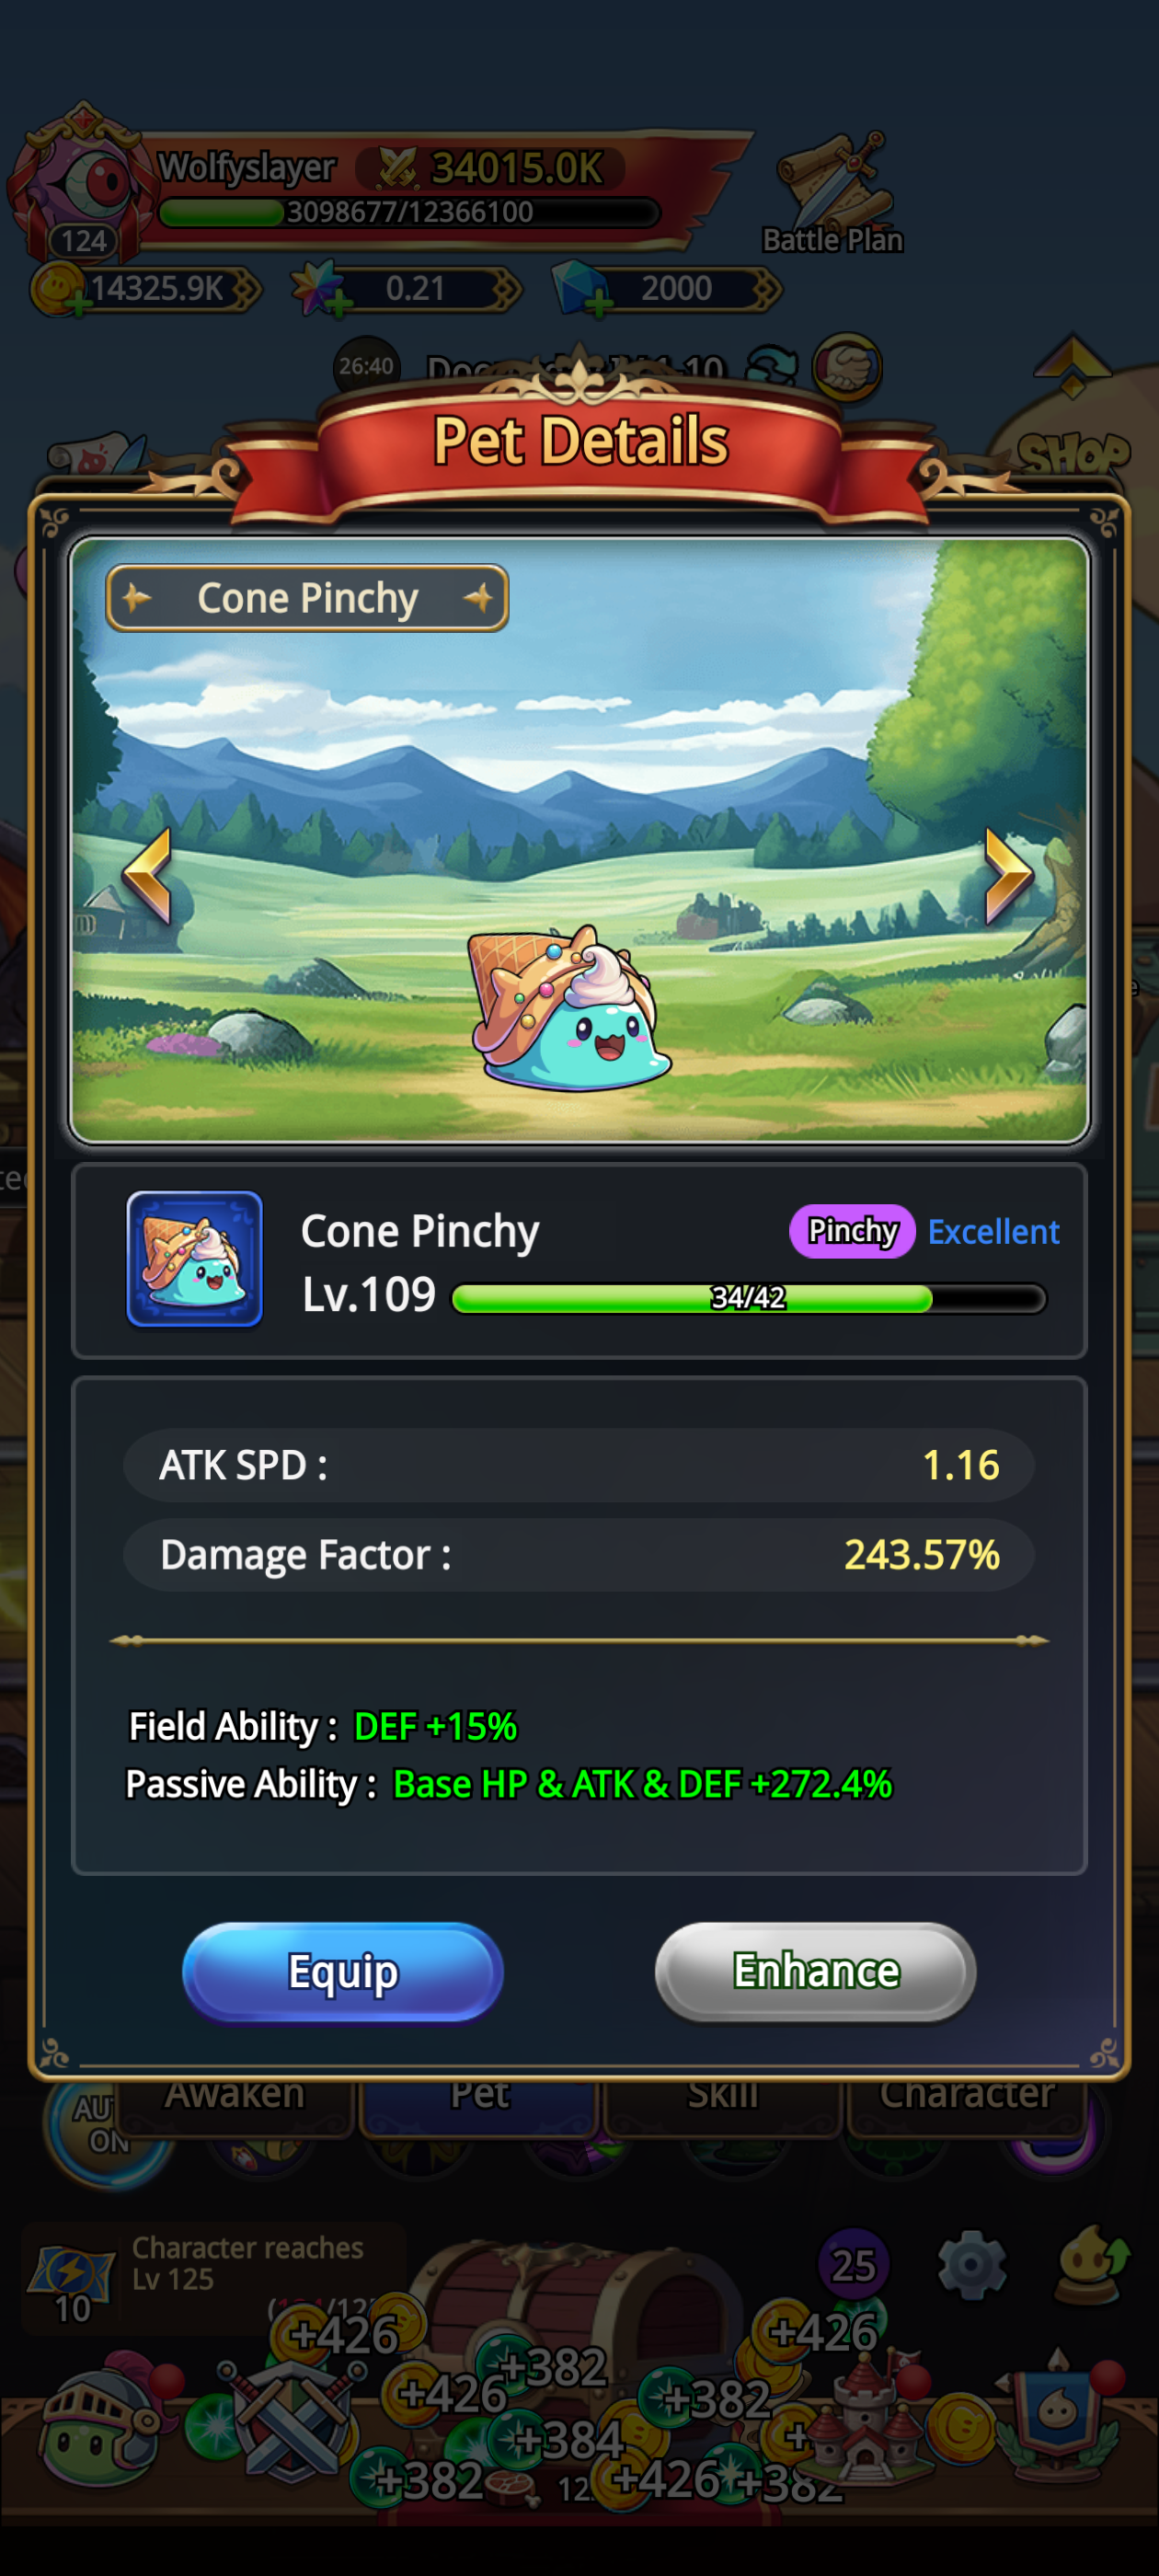 Wolfyslayer
34015.0K
3098677/12366100
124
Battle Plan
14325.9K
0.21
2000
26:40
SHOP
Pet Details
Cone Pinchy
Cone Pinchy
Pinchy
Excellent
Lv.109
34/42
ATK SPD :
1.16
Damage Factor :
243.57%
Field Ability : DEF +15%
Passive Ability : Base HP & ATK & DEF +272.4%
Equip
Enhance
Awaken
Pet
Skill
Character
ON
Character reaches
Lv 125
10
25
+426
+426
+382
+426
+382
+384
+382
+426
+382